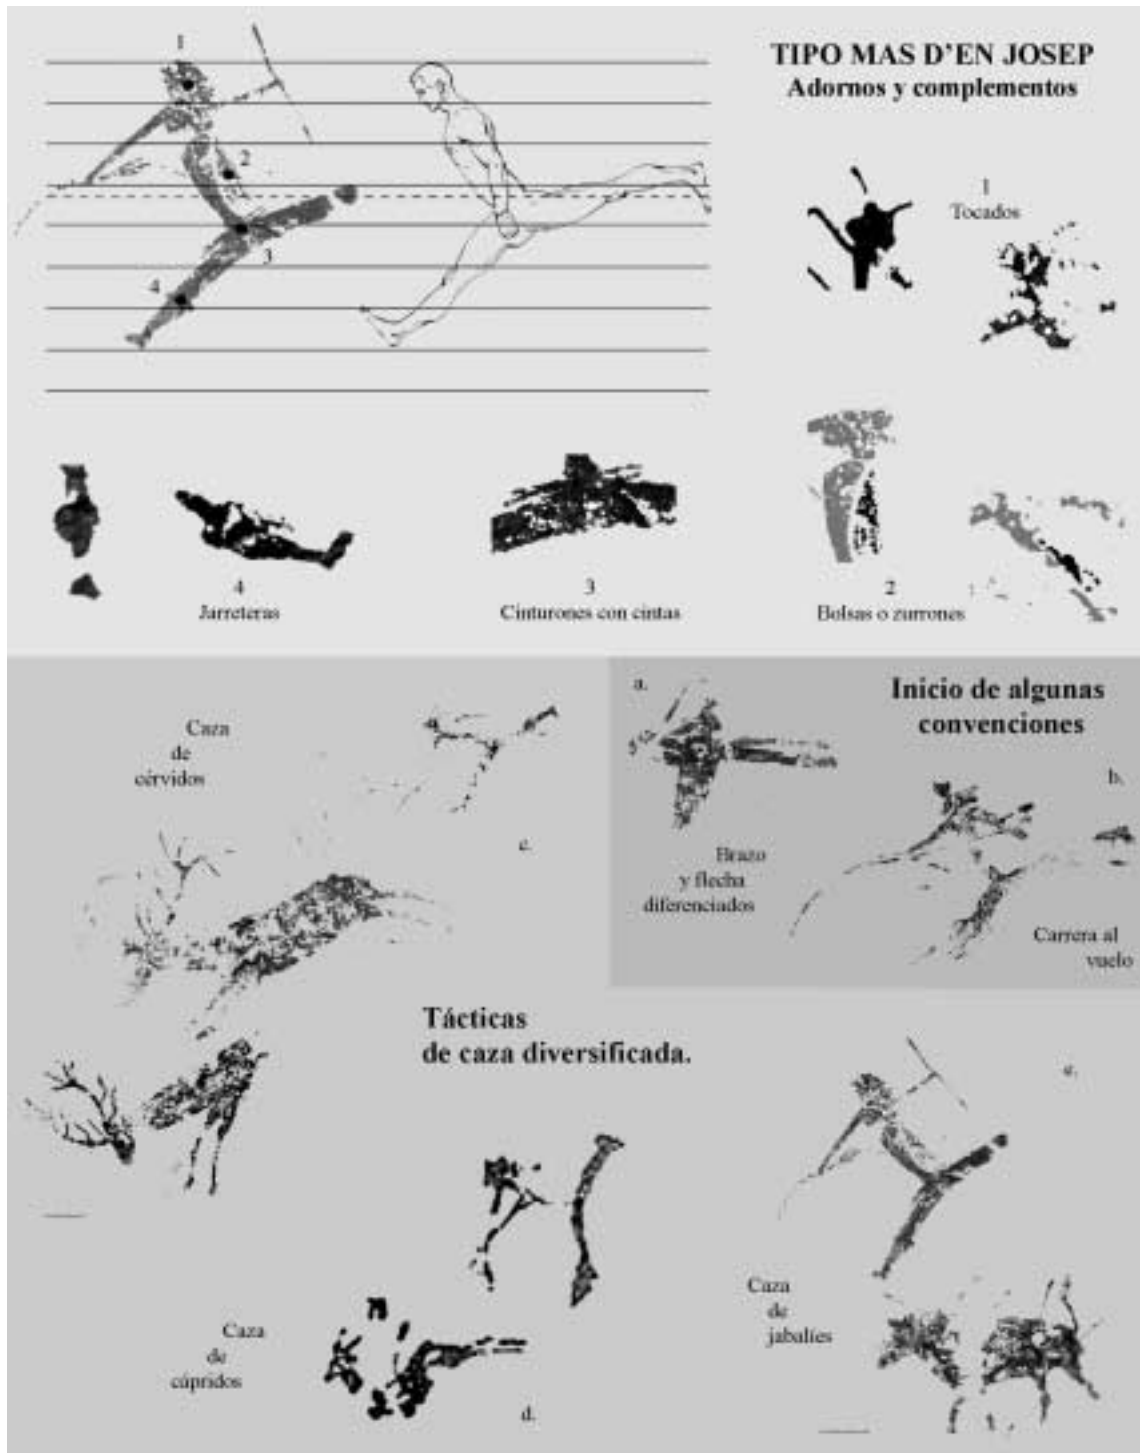 TIPO MAS D'EN JOSEP
Adornos y complementos
1
2
3
4
1
Tocados
4
Jarreteras
3
Cinturones con cintas
2
Bolsas o zurrones
Caza
de
cérvidos
c.
a.
Inicio de algunas
convenciones
b.
Brazo
y flecha
diferenciados
Carrera al
vuelo
Tácticas
de caza diversificada.
e.
Caza
de
jabalíes
Caza
de
cápridos
d.